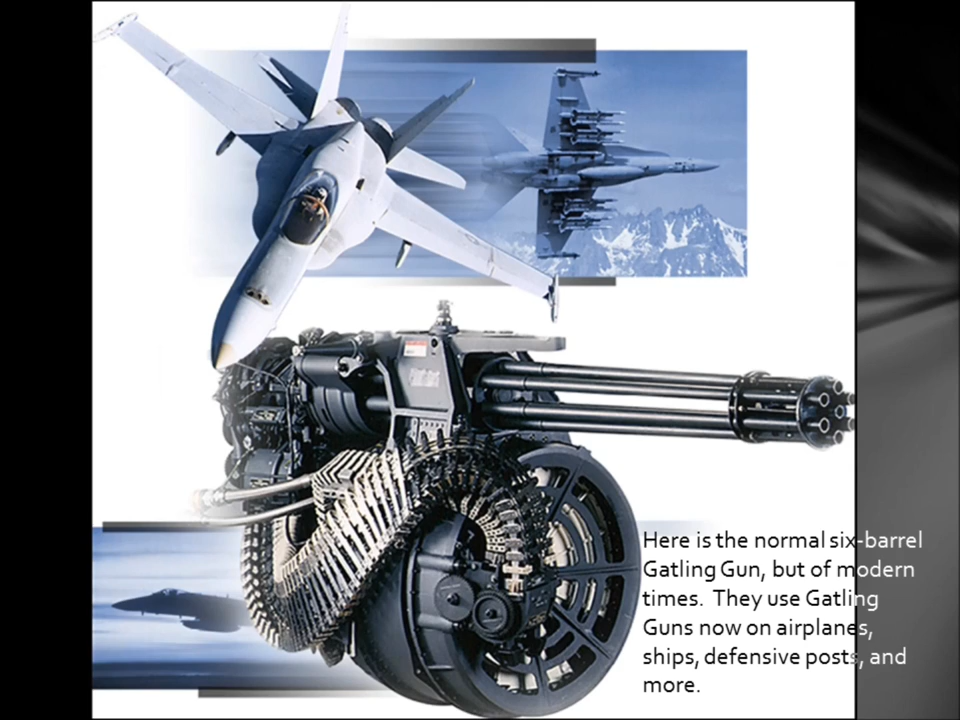 Here is the normal six-barrel
Gatling Gun, but of modern
times.  They use Gatling
Guns now on airplanes,
ships, defensive posts, and
more.